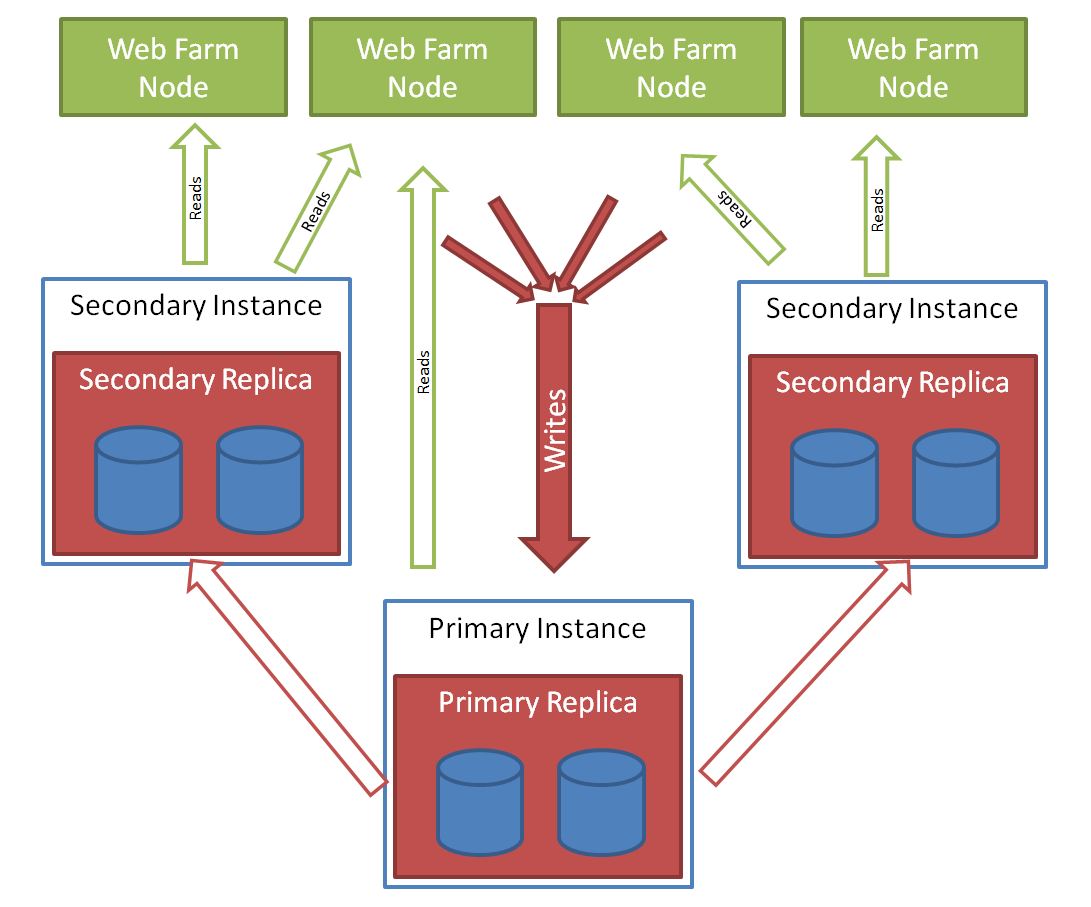 Web Farm
Node
Web Farm
Node
Web Farm
Node
Web Farm
Node
Reads
Reads
Reads
Reads
Reads
Writes
Secondary Instance
Secondary Replica
Secondary Instance
Secondary Replica
Primary Instance
Primary Replica